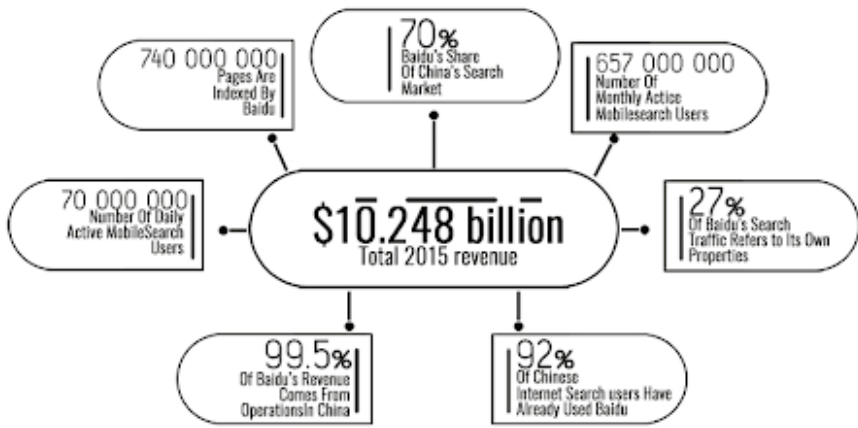 70%
Baidu's Share
Of China's Search
Market
740 000 000
Pages Are
Indexed By
Baidu
657 000 000
Number Of
Monthly Actice
Mobilesearch Users
70 000 000
Number Of Daily
Active MobileSearch
Users
$10.248 billion
Total 2015 revenue
27%
Of Baidu's Search
Traffic Refers to Its Own
Properties
99.5%
Of Baidu's Revenue
Comes From
OperationsIn China
92%
Of Chinese
Internet Search users Have
Already Used Baidu